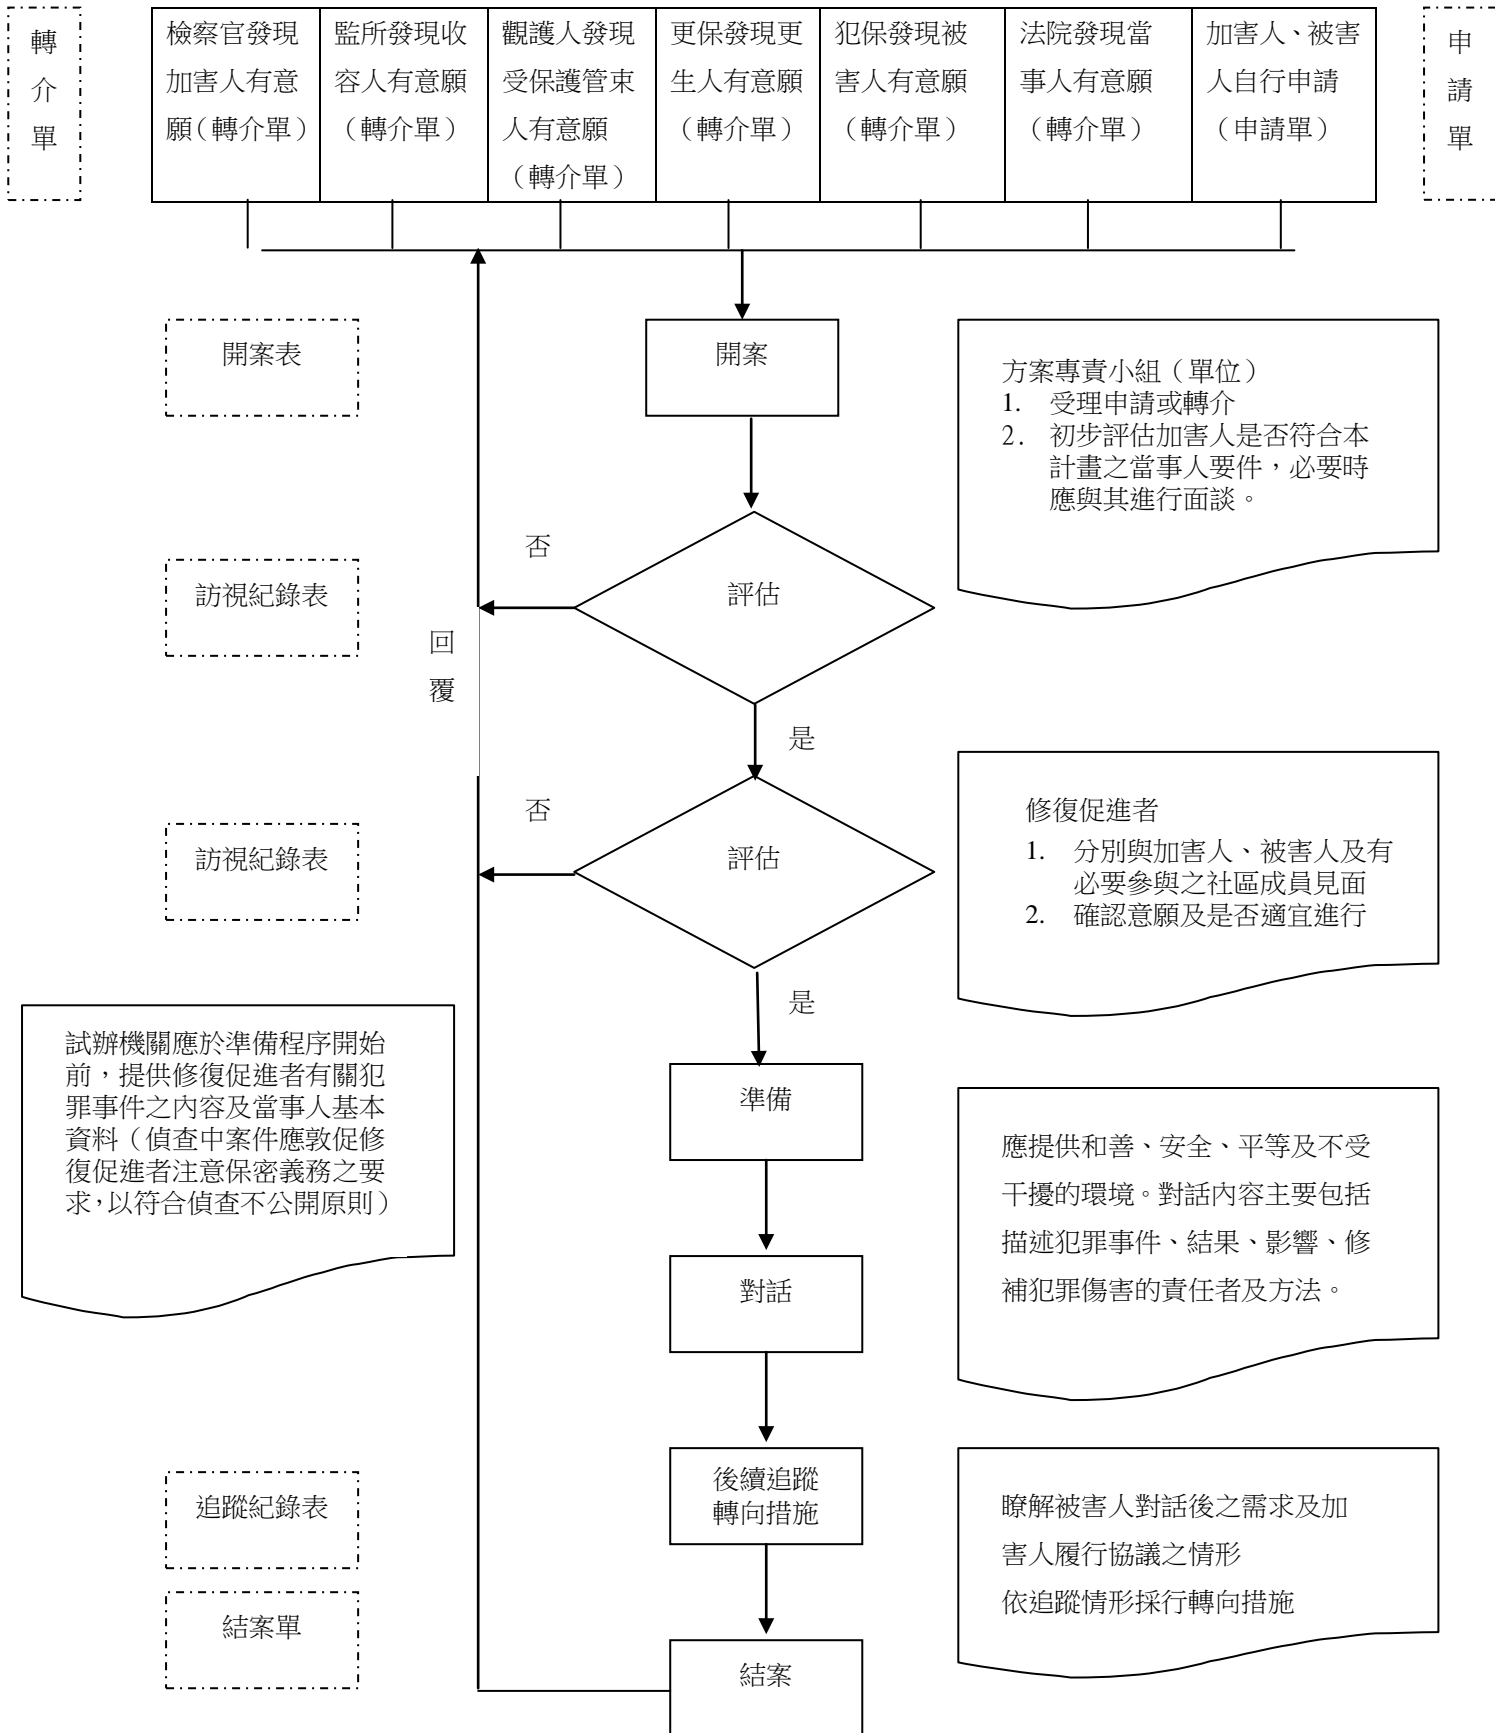 轉
介
單
檢察官發現
加害人有意
願（轉介單）
監所發現收
容人有意願
（轉介單）
觀護人發現
受保護管束
人有意願
（轉介單）
更保發現更
生人有意願
（轉介單）
犯保發現被
害人有意願
（轉介單）
法院發現當
事人有意願
（轉介單）
加害人、被害
人自行申請
（申請單）
申
請
單
開案表
開案
方案專責小組（單位）
1. 受理申請或轉介
2. 初步評估加害人是否符合本
計畫之當事人要件，必要時
應與其進行面談。
否
訪視紀錄表
評估
回
覆
是
否
訪視紀錄表
評估
修復促進者
1. 分別與加害人、被害人及有
必要參與之社區成員見面
2. 確認意願及是否適宜進行
是
試辦機關應於準備程序開始
前，提供修復促進者有關犯
罪事件之內容及當事人基本
資料（偵查中案件應敦促修
復促進者注意保密義務之要
求，以符合偵查不公開原則）
準備
應提供和善、安全、平等及不受
干擾的環境。對話內容主要包括
描述犯罪事件、結果、影響、修
補犯罪傷害的責任者及方法。
對話
追蹤紀錄表
後續追蹤
轉向措施
瞭解被害人對話後之需求及加
害人履行協議之情形
依追蹤情形採行轉向措施
結案單
結案